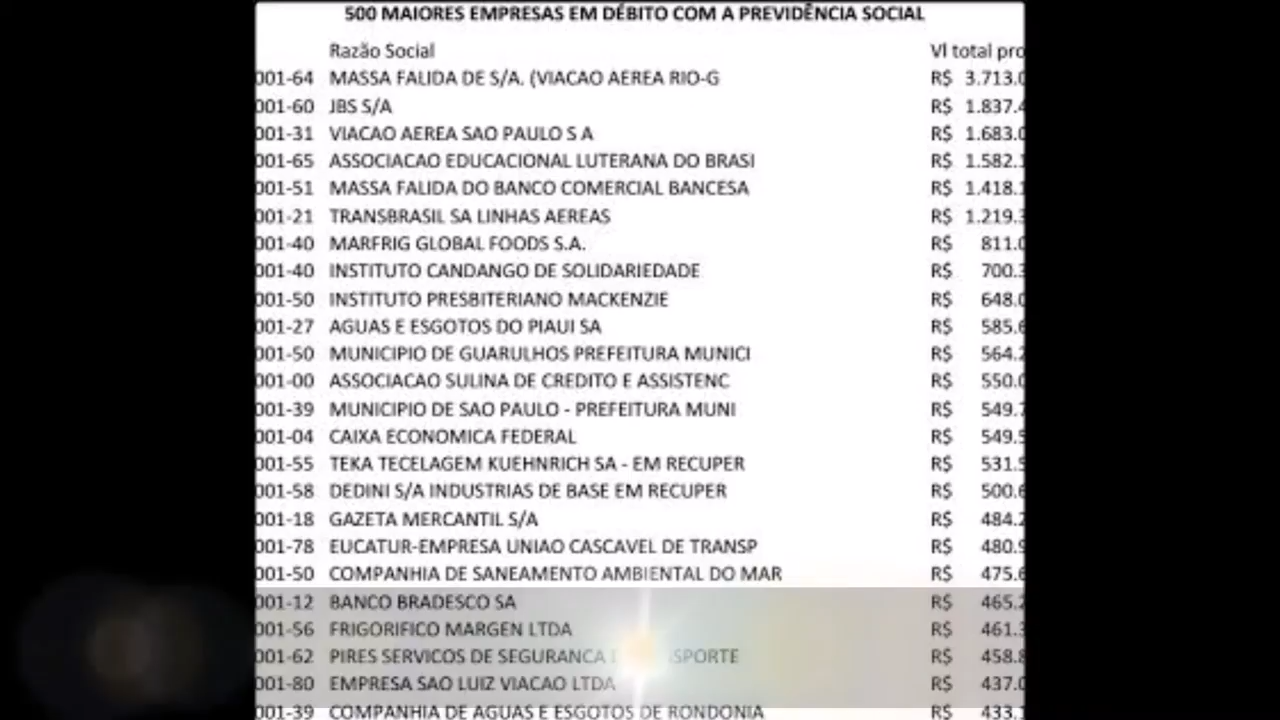 500 MAIORES EMPRESAS EM DÉBITO COM A PREVIDÊNCIA SOCIAL
Razão Social Vl total pro
001-64 MASSA FALIDA DE S/A. (VIACAO AEREA RIO-G R$ 3.713.0
001-60 JBS S/A R$ 1.837.4
001-31 VIACAO AEREA SAO PAULO S A R$ 1.683.0
001-65 ASSOCIACAO EDUCACIONAL LUTERANA DO BRASI R$ 1.582.1
001-51 MASSA FALIDA DO BANCO COMERCIAL BANCESA R$ 1.418.1
001-21 TRANSBRASIL SA LINHAS AEREAS R$ 1.219.3
001-40 MARFRIG GLOBAL FOODS S.A. R$ 811.0
001-40 INSTITUTO CANDANGO DE SOLIDARIEDADE R$ 700.3
001-50 INSTITUTO PRESBITERIANO MACKENZIE R$ 648.0
001-27 AGUAS E ESGOTOS DO PIAUI SA R$ 585.6
001-50 MUNICIPIO DE GUARULHOS PREFEITURA MUNICI R$ 564.2
001-00 ASSOCIACAO SULINA DE CREDITO E ASSISTENC R$ 550.0
001-39 MUNICIPIO DE SAO PAULO - PREFEITURA MUNI R$ 549.7
001-04 CAIXA ECONOMICA FEDERAL R$ 549.5
001-55 TEKA TECELAGEM KUEHNRICH SA - EM RECUPER R$ 531.5
001-58 DEDINI S/A INDUSTRIAS DE BASE EM RECUPER R$ 500.6
001-18 GAZETA MERCANTIL S/A R$ 484.2
001-78 EUCATUR-EMPRESA UNIAO CASCAVEL DE TRANSP R$ 480.9
001-50 COMPANHIA DE SANEAMENTO AMBIENTAL DO MAR R$ 475.6
001-12 BANCO BRADESCO SA R$ 465.2
001-56 FRIGORIFICO MARGEN LTDA R$ 461.3
001-62 PIRES SERVICOS DE SEGURANCA SPORTE R$ 458.8
001-80 EMPRESA SAO LUIZ VIACAO LTDA R$ 437.0
001-39 COMPANHIA DE AGUAS E ESGOTOS DE RONDONIA R$ 433.1